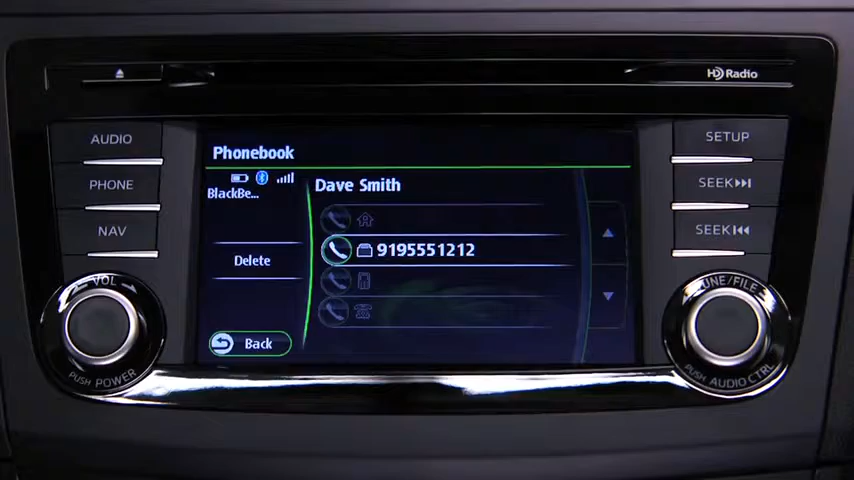 HD Radio
AUDIO
PHONE
NAV
VOL
PUSH POWER
Phonebook
BlackBe...
Delete
Back
Dave Smith
9195551212
SETUP
SEEK
SEEK
TUNE/FILE
PUSH AUDIO CTRL